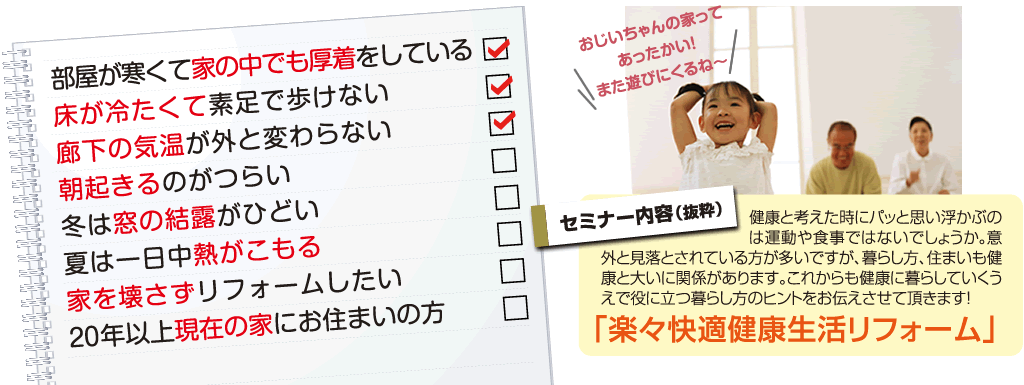 部屋が寒くて家の中でも厚着をしている
床が冷たくて素足で歩けない
廊下の気温が外と変わらない
朝起きるのがつらい
冬は窓の結露がひどい
夏は一日中熱がこもる
家を壊さずリフォームしたい
20年以上現在の家にお住まいの方
おじいちゃんの家って
あったかい!
また遊びにくるね〜
セミナー内容(抜粋)
健康と考えた時にパッと思い浮かぶの
は運動や食事ではないでしょうか。意
外と見落とされている方が多いですが、暮らし方、住まいも健
康と大いに関係があります。これからも健康に暮らしていくう
えで役に立つ暮らし方のヒントをお伝えさせて頂きます!
「楽々快適健康生活リフォーム」